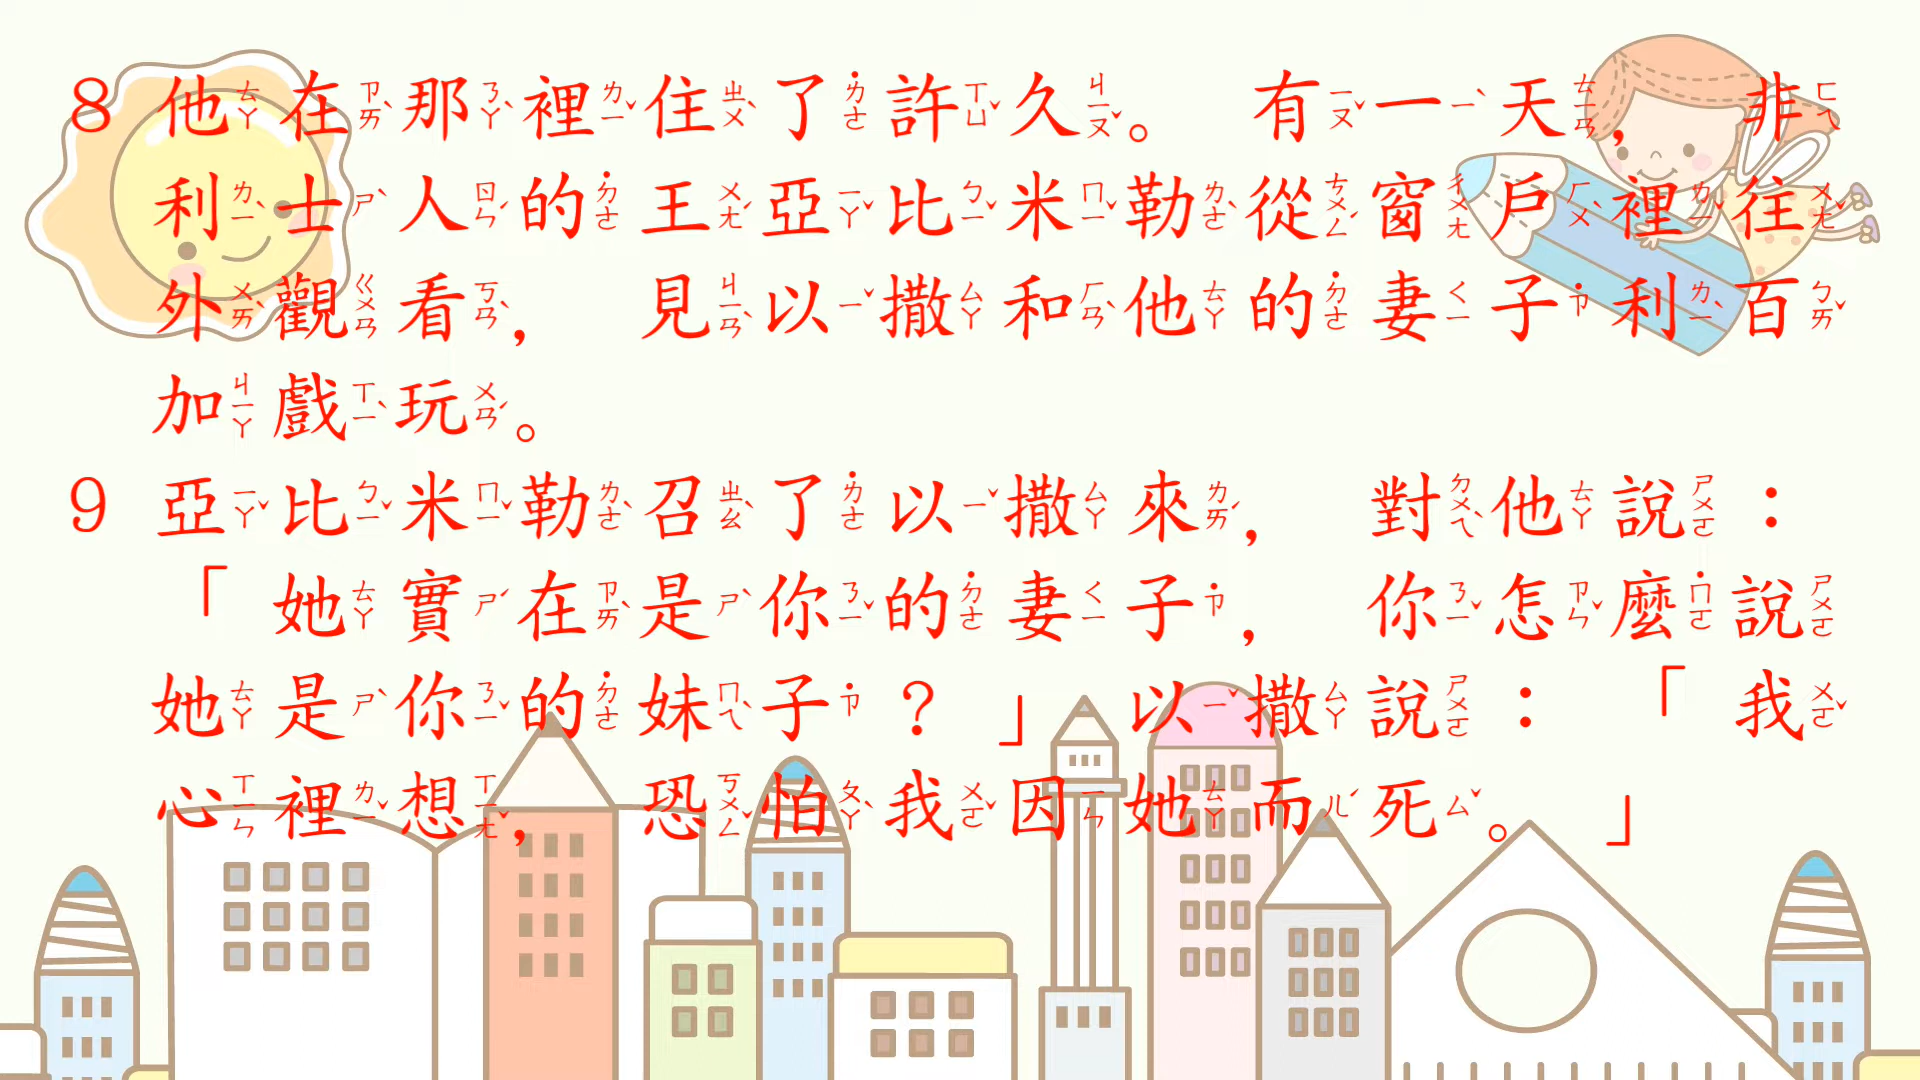 8 他在那裡住了許久。 有一天, 非
利士人的王亞比米勒從窗戶裡往
外觀看, 見以撒和他的妻子利百
加戲玩。
9 亞比米勒召了以撒來, 對他說:
「她實在是你的妻子, 你怎麼說
她是你的妹子?」以撒說:「我
心裡想, 恐怕我因她而死。」